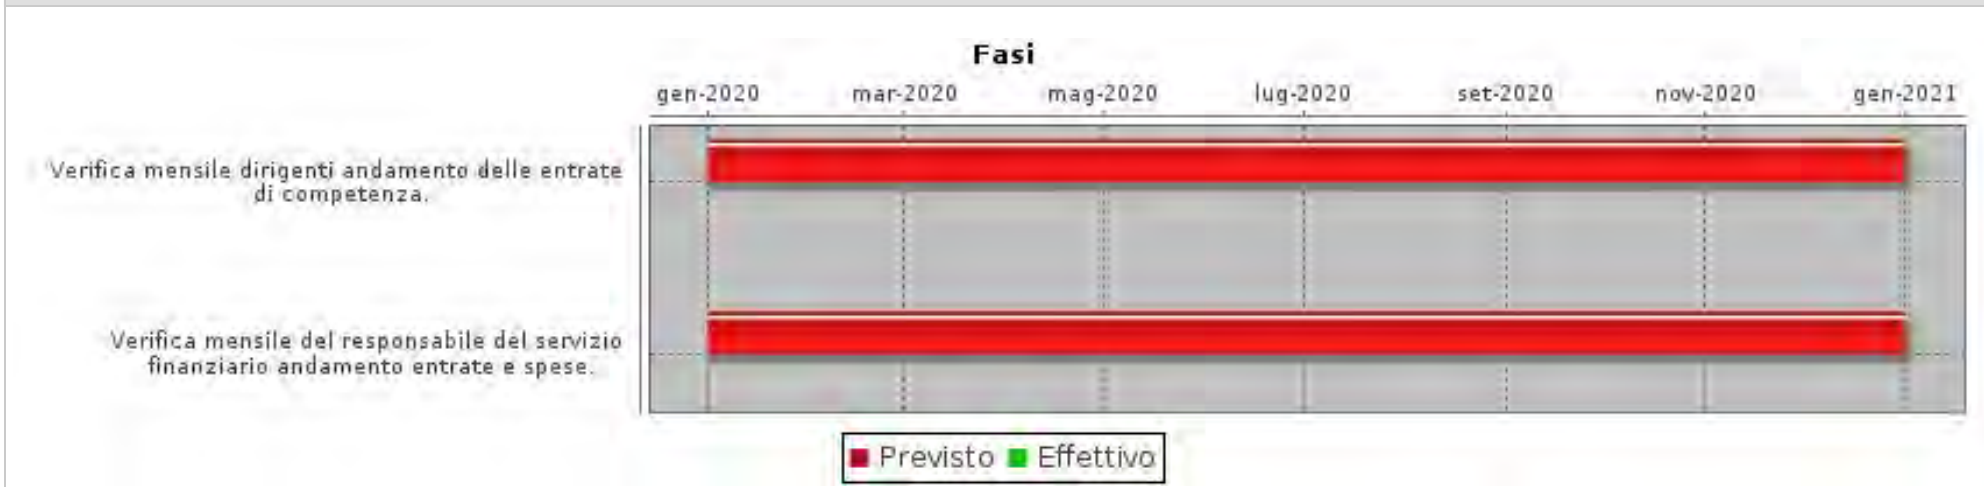 Fasi
gen-2020 mar-2020 mag-2020 lug-2020 set-2020 nov-2020 gen-2021
Verifica mensile dirigenti andamento delle entrate
di competenza.
Verifica mensile del responsabile del servizio
finanziario andamento entrate e spese.
Previsto Effettivo